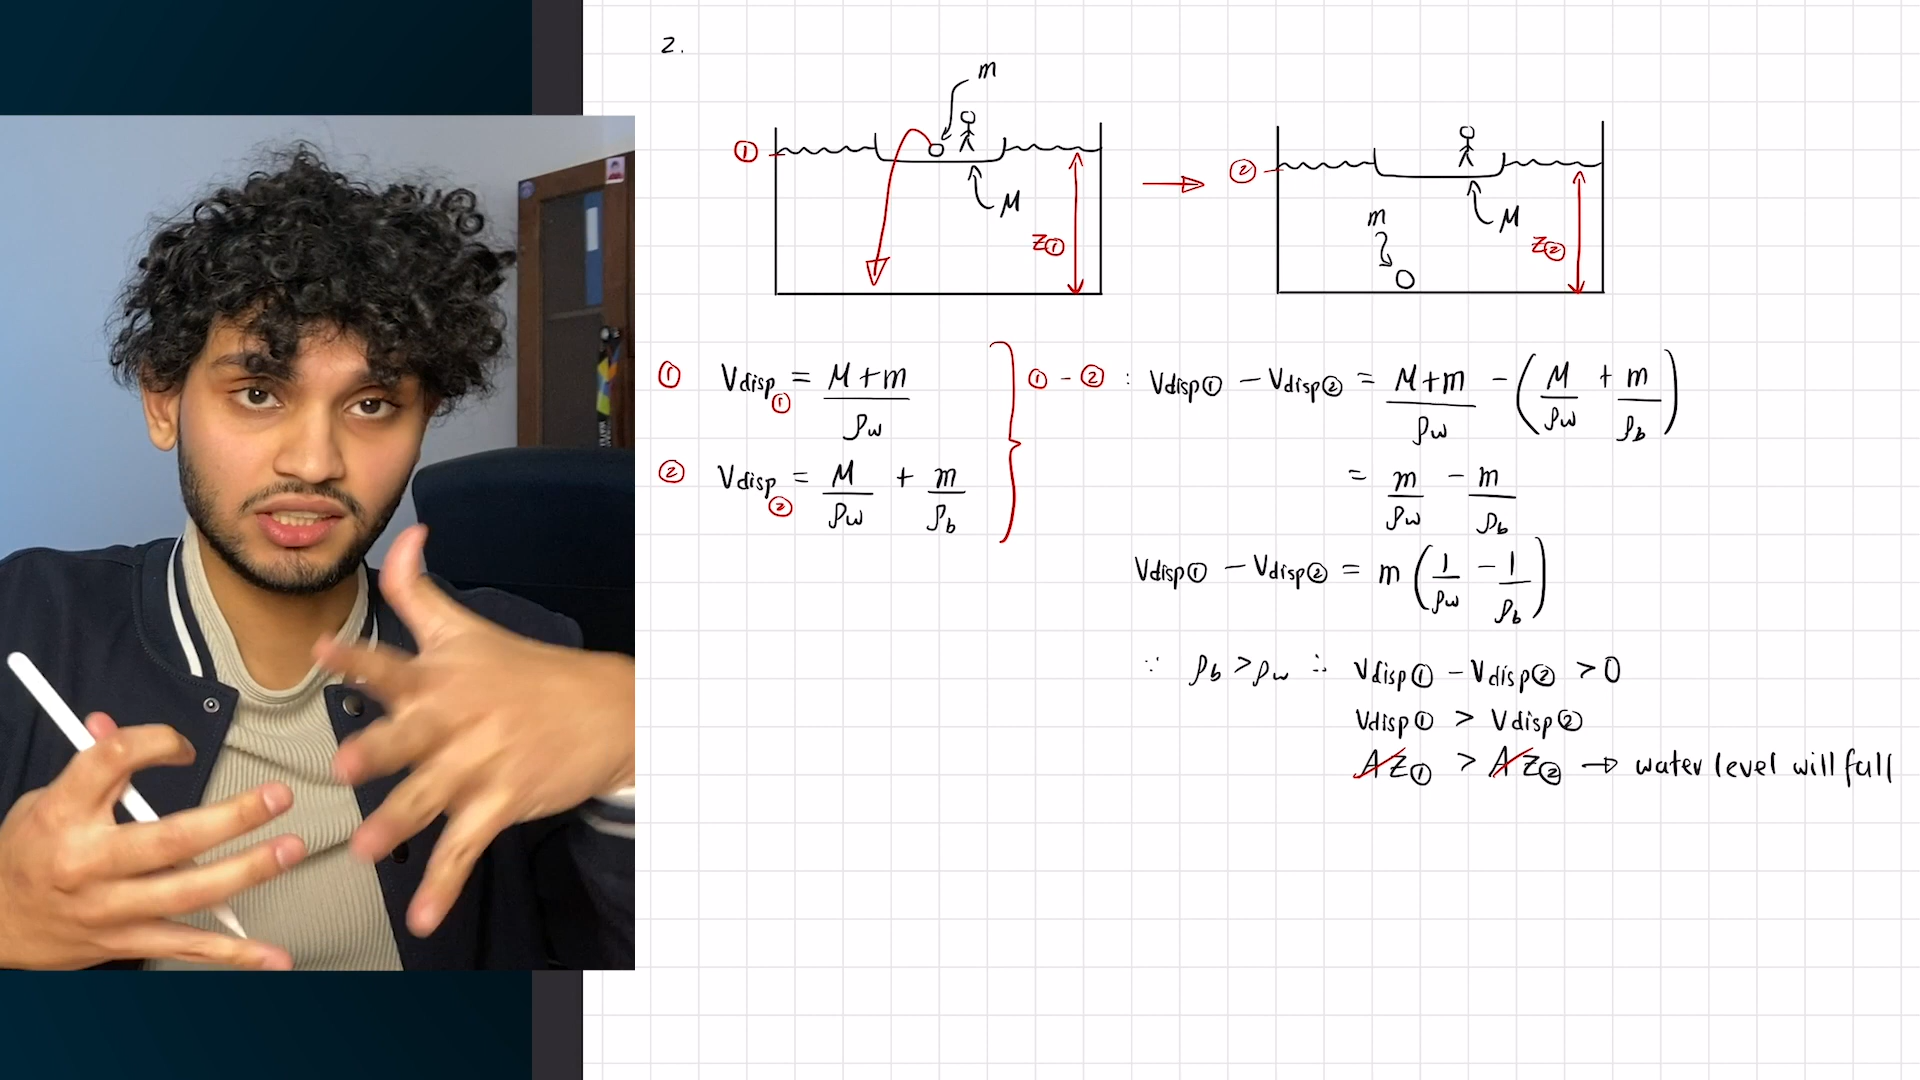 2.
m
① M z①
② m M z②
① Vdisp① = M+m / ρw
② Vdisp② = M/ρw + m/ρb
① - ② : Vdisp① − Vdisp② = M+m / ρw − (M/ρw + m/ρb)
= m/ρw − m/ρb
Vdisp① − Vdisp② = m (1/ρw − 1/ρb)
∵ ρb > ρw ∴ Vdisp① − Vdisp② > 0
Vdisp① > Vdisp②
Az① > Az② → water level will fall